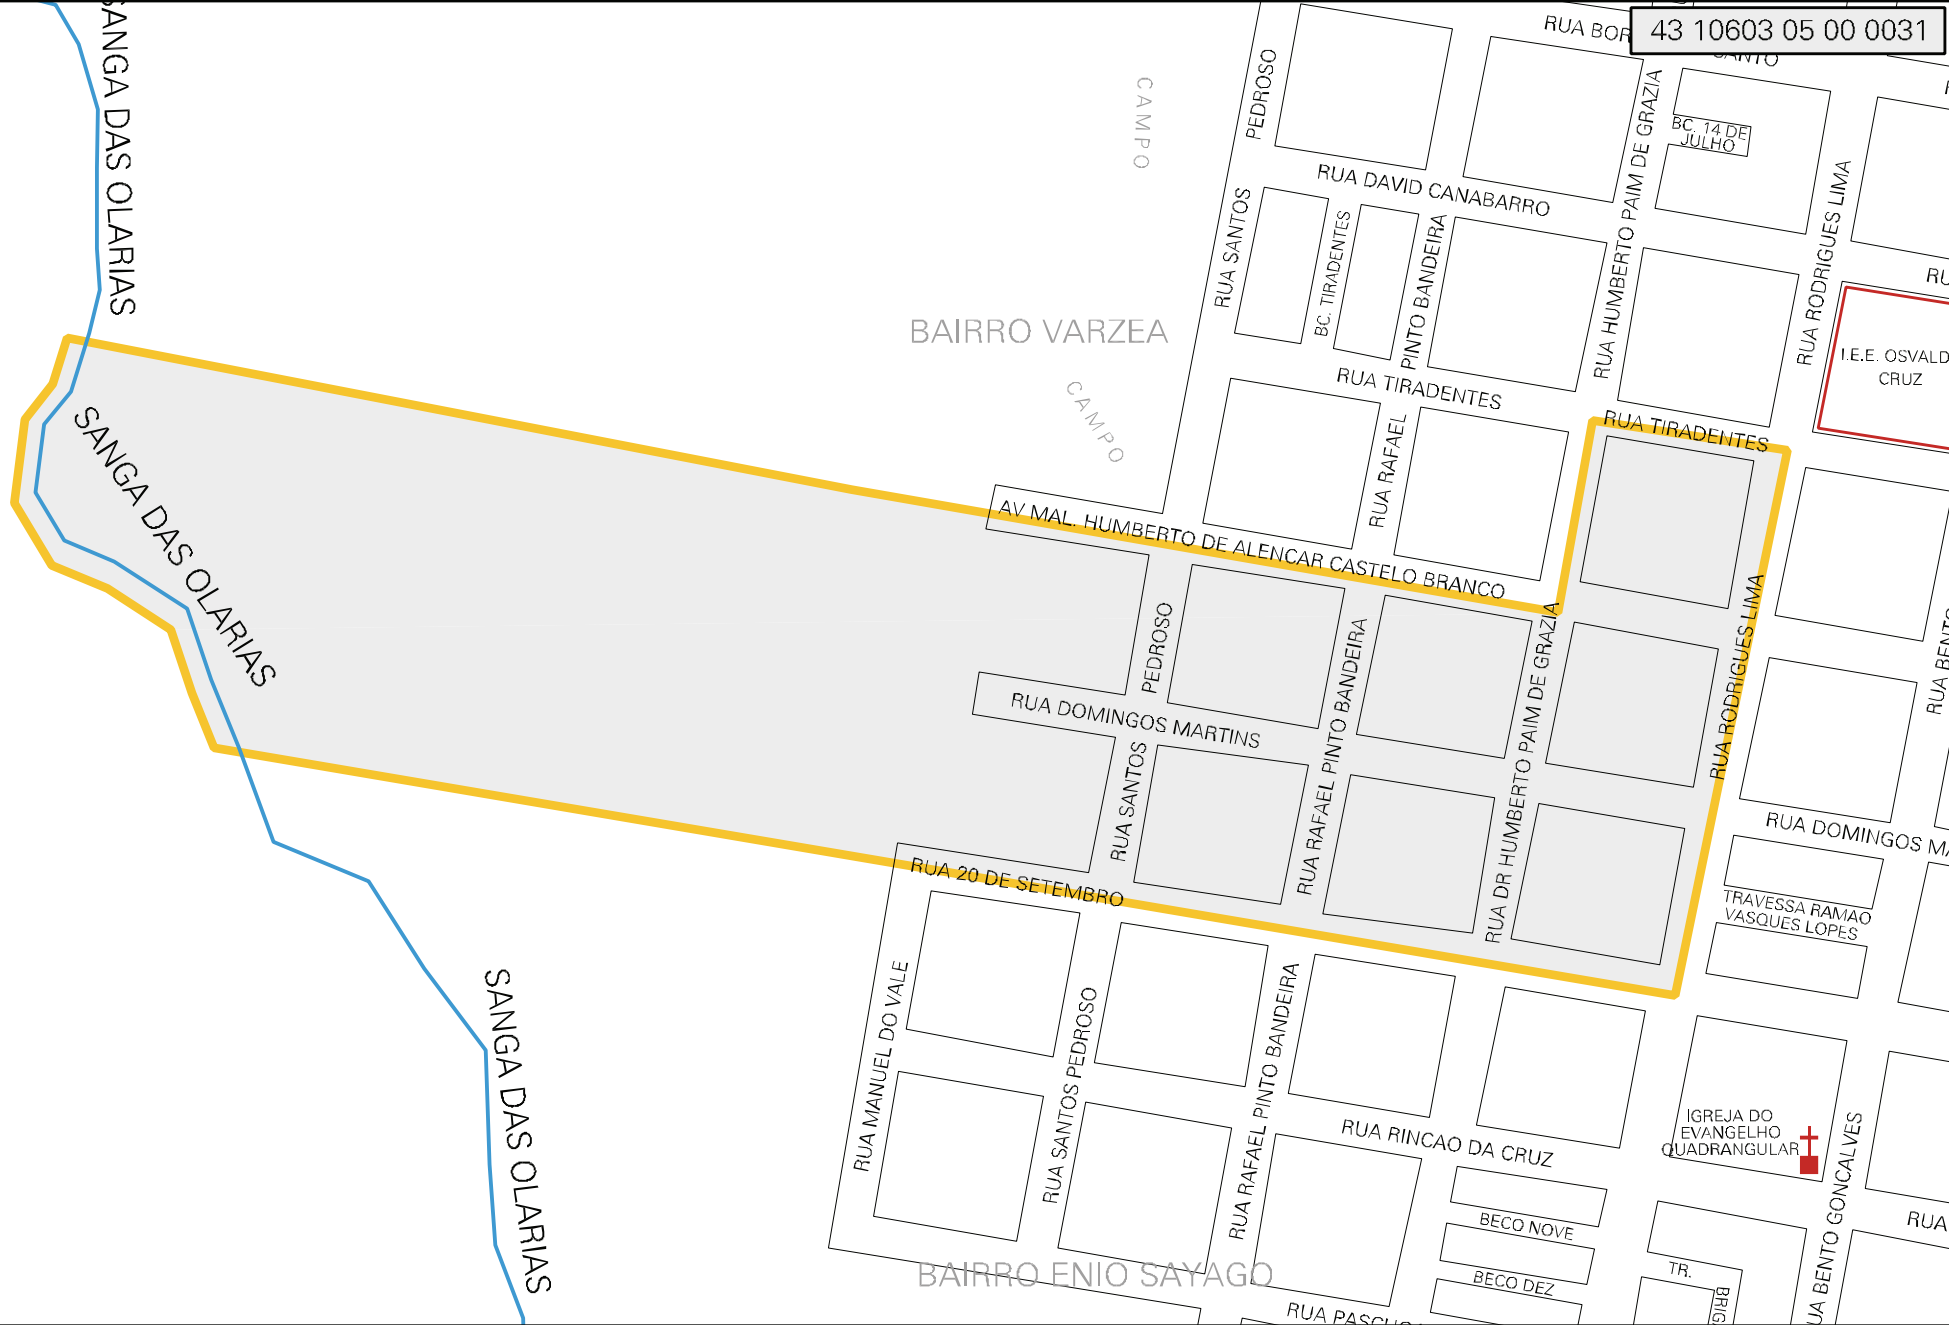 43 10603 05 00 0031
SANGA DAS OLARIAS
CAMPO
PEDROSO
RUA HUMBERTO PAIM DE GRAZIA
BC. 14 DE
JULHO
RUA DAVID CANABARRO
RUA SANTOS
BC. TIRADENTES
PINTO BANDEIRA
RUA RODRIGUES LIMA
BAIRRO VARZEA
I.E.E.
CRUZ
CAMPO
RUA TIRADENTES
RUA TIRADENTES
RUA RAFAEL
SANGA DAS OLARIAS
AV MAL. HUMBERTO DE ALENCAR CASTELO BRANCO
PEDROSO
RUA RAFAEL PINTO BANDEIRA
RUA DR HUMBERTO PAIM DE GRAZIA
RUA RODRIGUES LIMA
RUA DOMINGOS MARTINS
RUA SANTOS
RUA DOMINGOS
RUA 20 DE SETEMBRO
TRAVESSA RAMAO
VASQUES LOPES
RUA MANUEL DO VALE
RUA SANTOS PEDROSO
RUA RAFAEL PINTO BANDEIRA
SANGA DAS OLARIAS
RUA RINCAO DA CRUZ
IGREJA DO
EVANGELHO
QUADRANGULAR
BENTO GONCALVES
BECO NOVE
BAIRRO ENIO SAYAGO
BECO DEZ
TR.
BRIG.
RUA
RUA